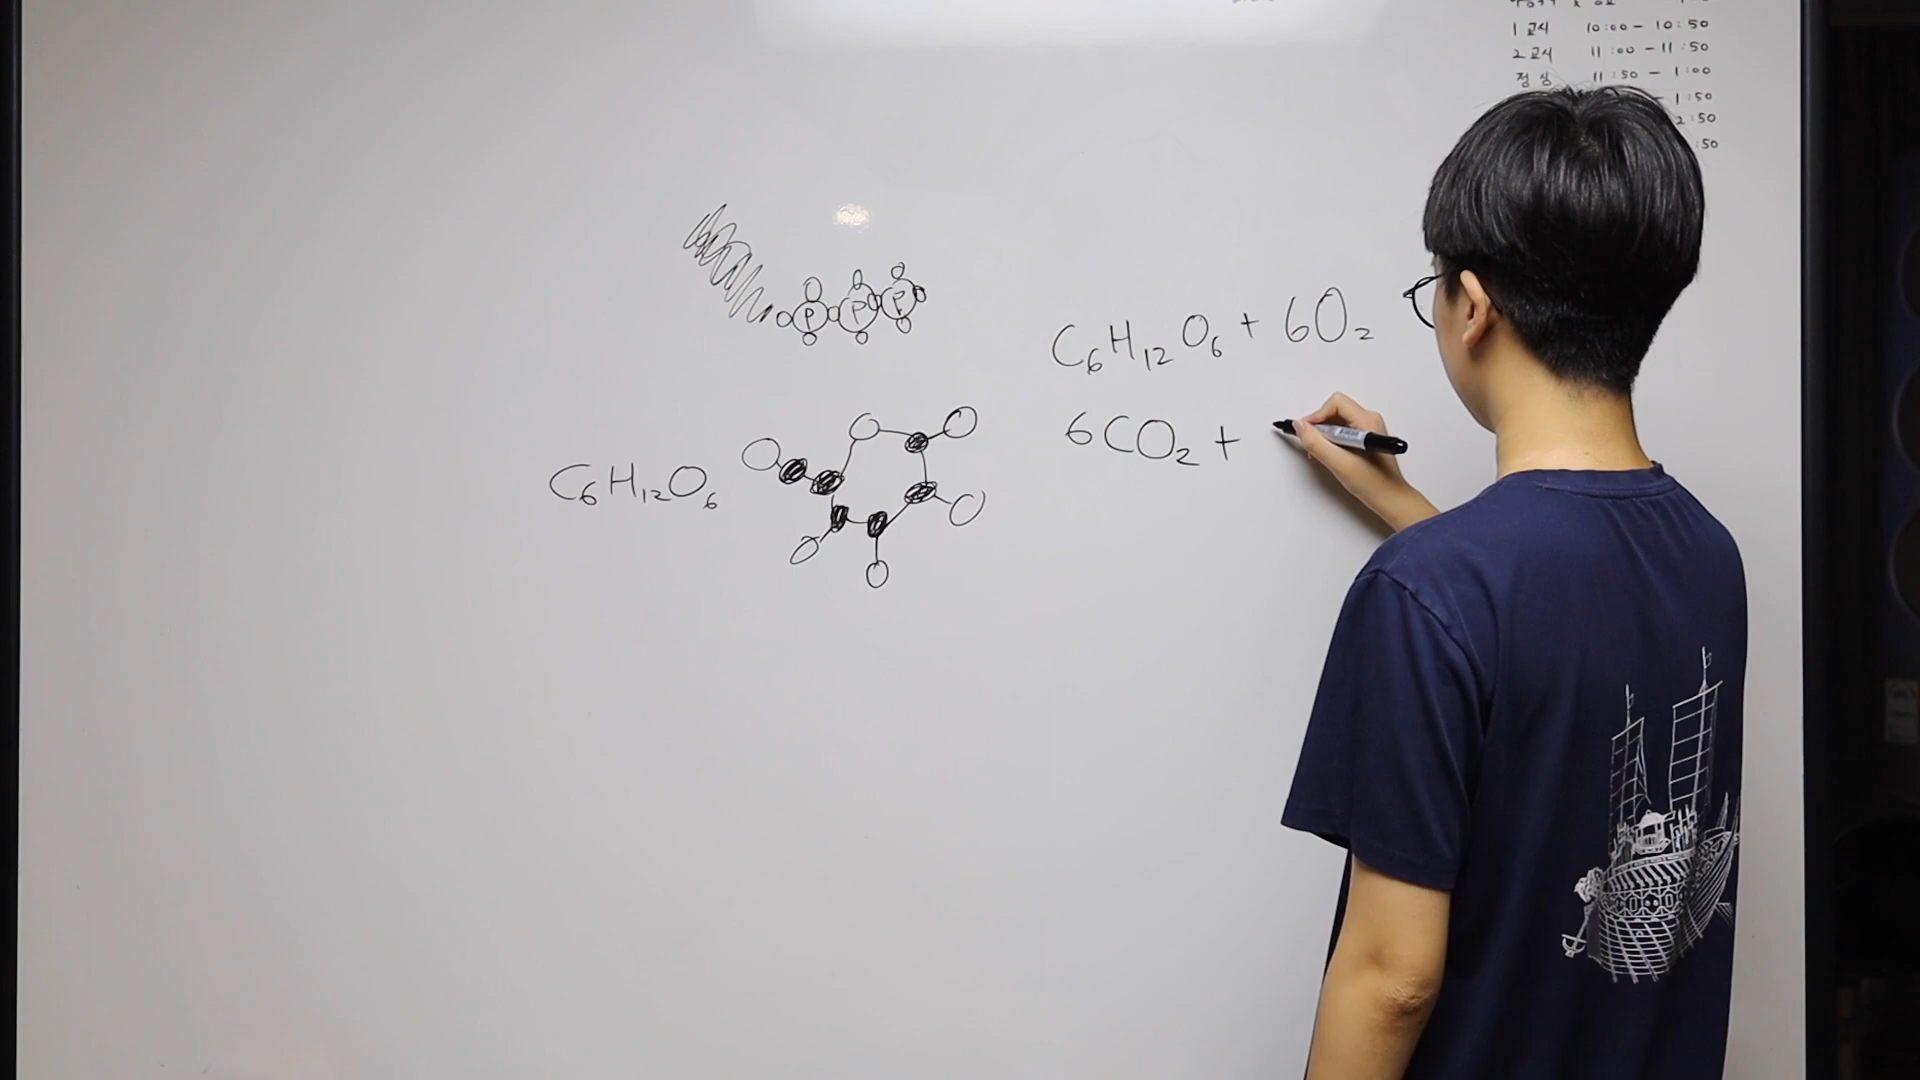 1교시 10:00 - 10:50
2교시 11:00 - 11:50
점심 11:50 - 1:00
- 1:50
2:50
:50
P P P
C₆H₁₂O₆ + 6O₂
6CO₂ +
C₆H₁₂O₆